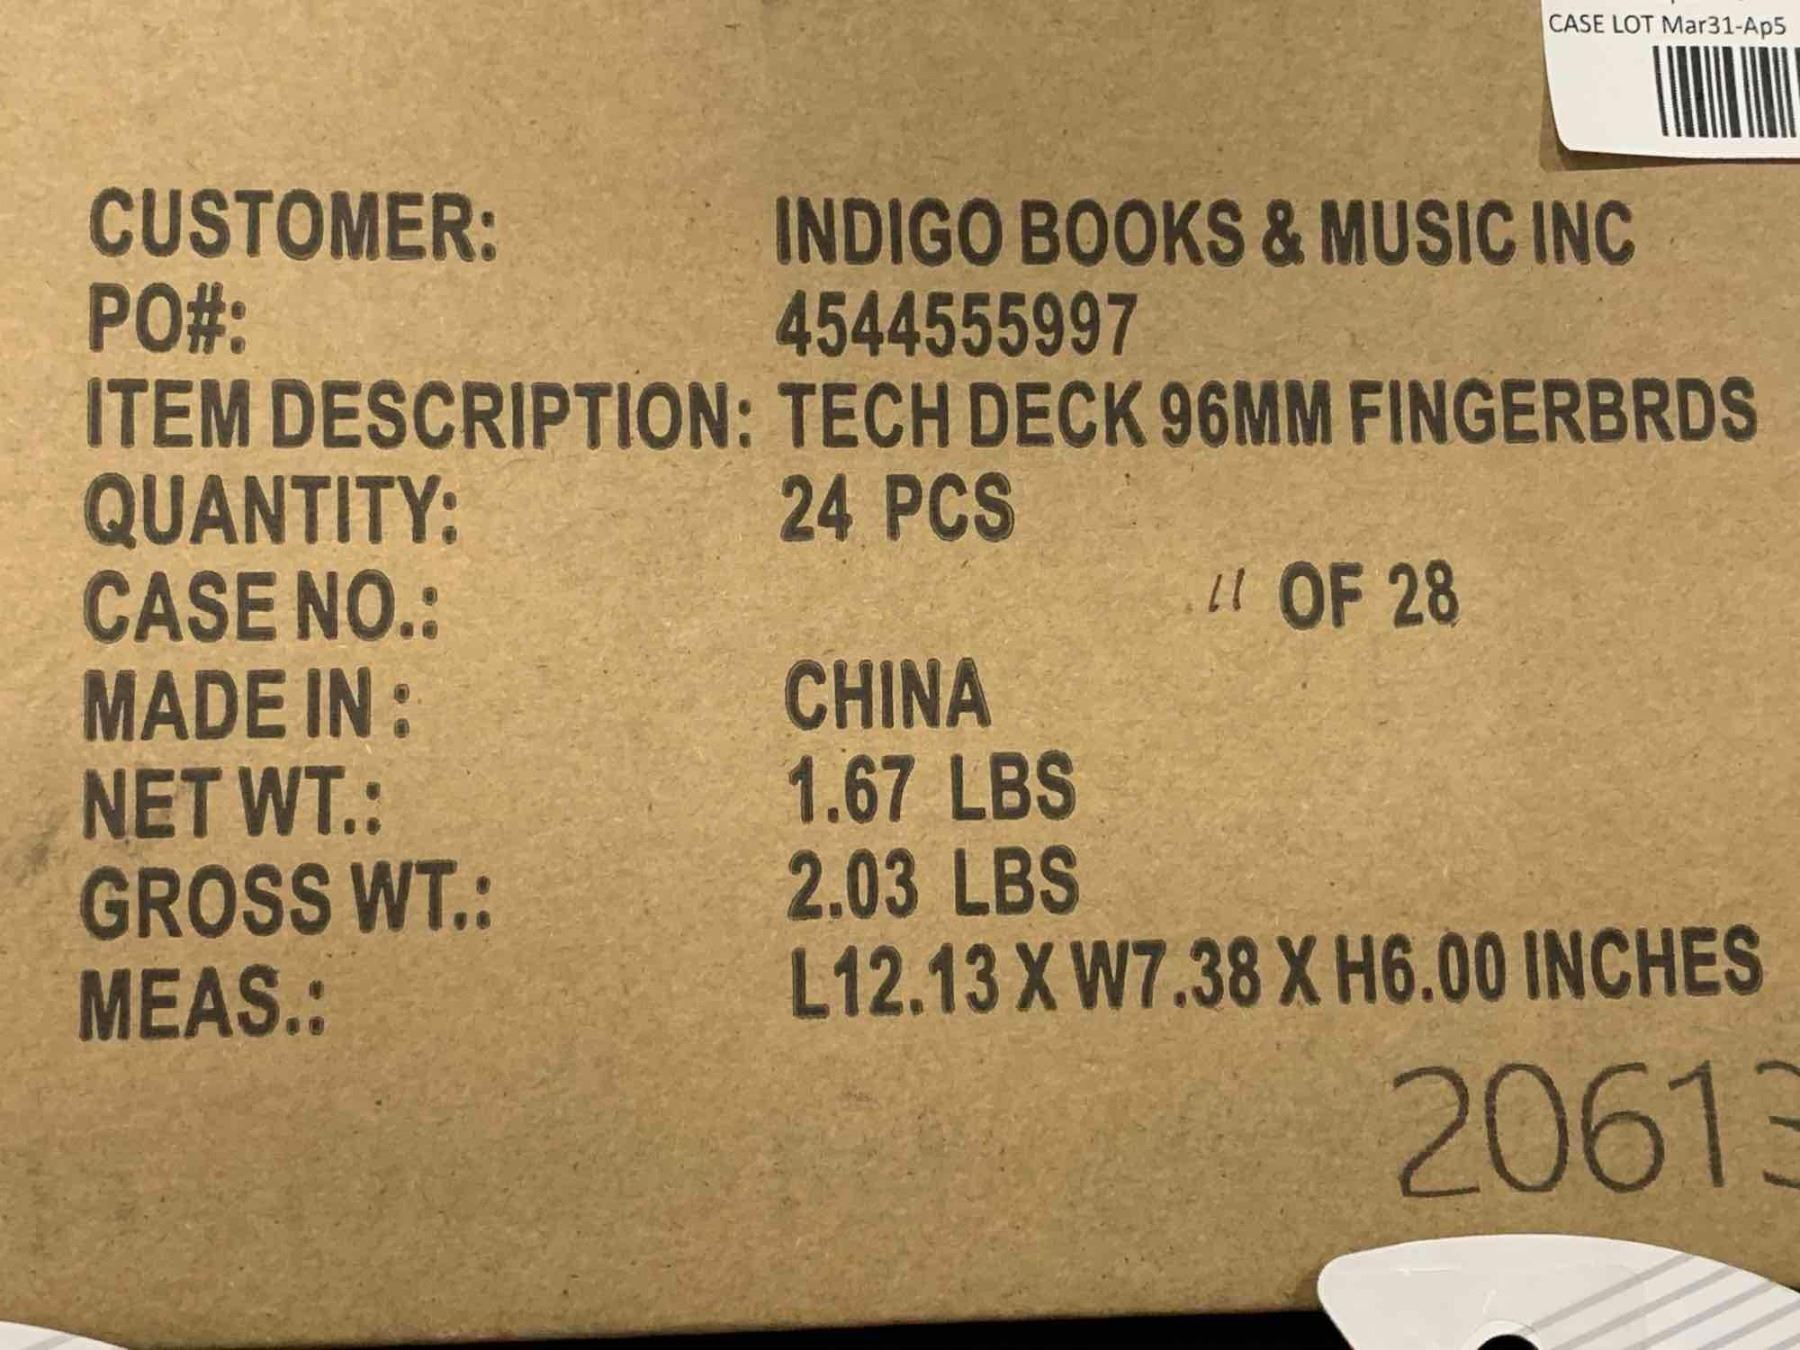 CASE LOT Mar31-Ap5
CUSTOMER: INDIGO BOOKS & MUSIC INC
PO#: 4544555997
ITEM DESCRIPTION: TECH DECK 96MM FINGERBRDS
QUANTITY: 24 PCS
CASE NO.: 11 OF 28
MADE IN : CHINA
NET WT.: 1.67 LBS
GROSS WT.: 2.03 LBS
MEAS.: L12.13 X W7.38 X H6.00 INCHES
20613